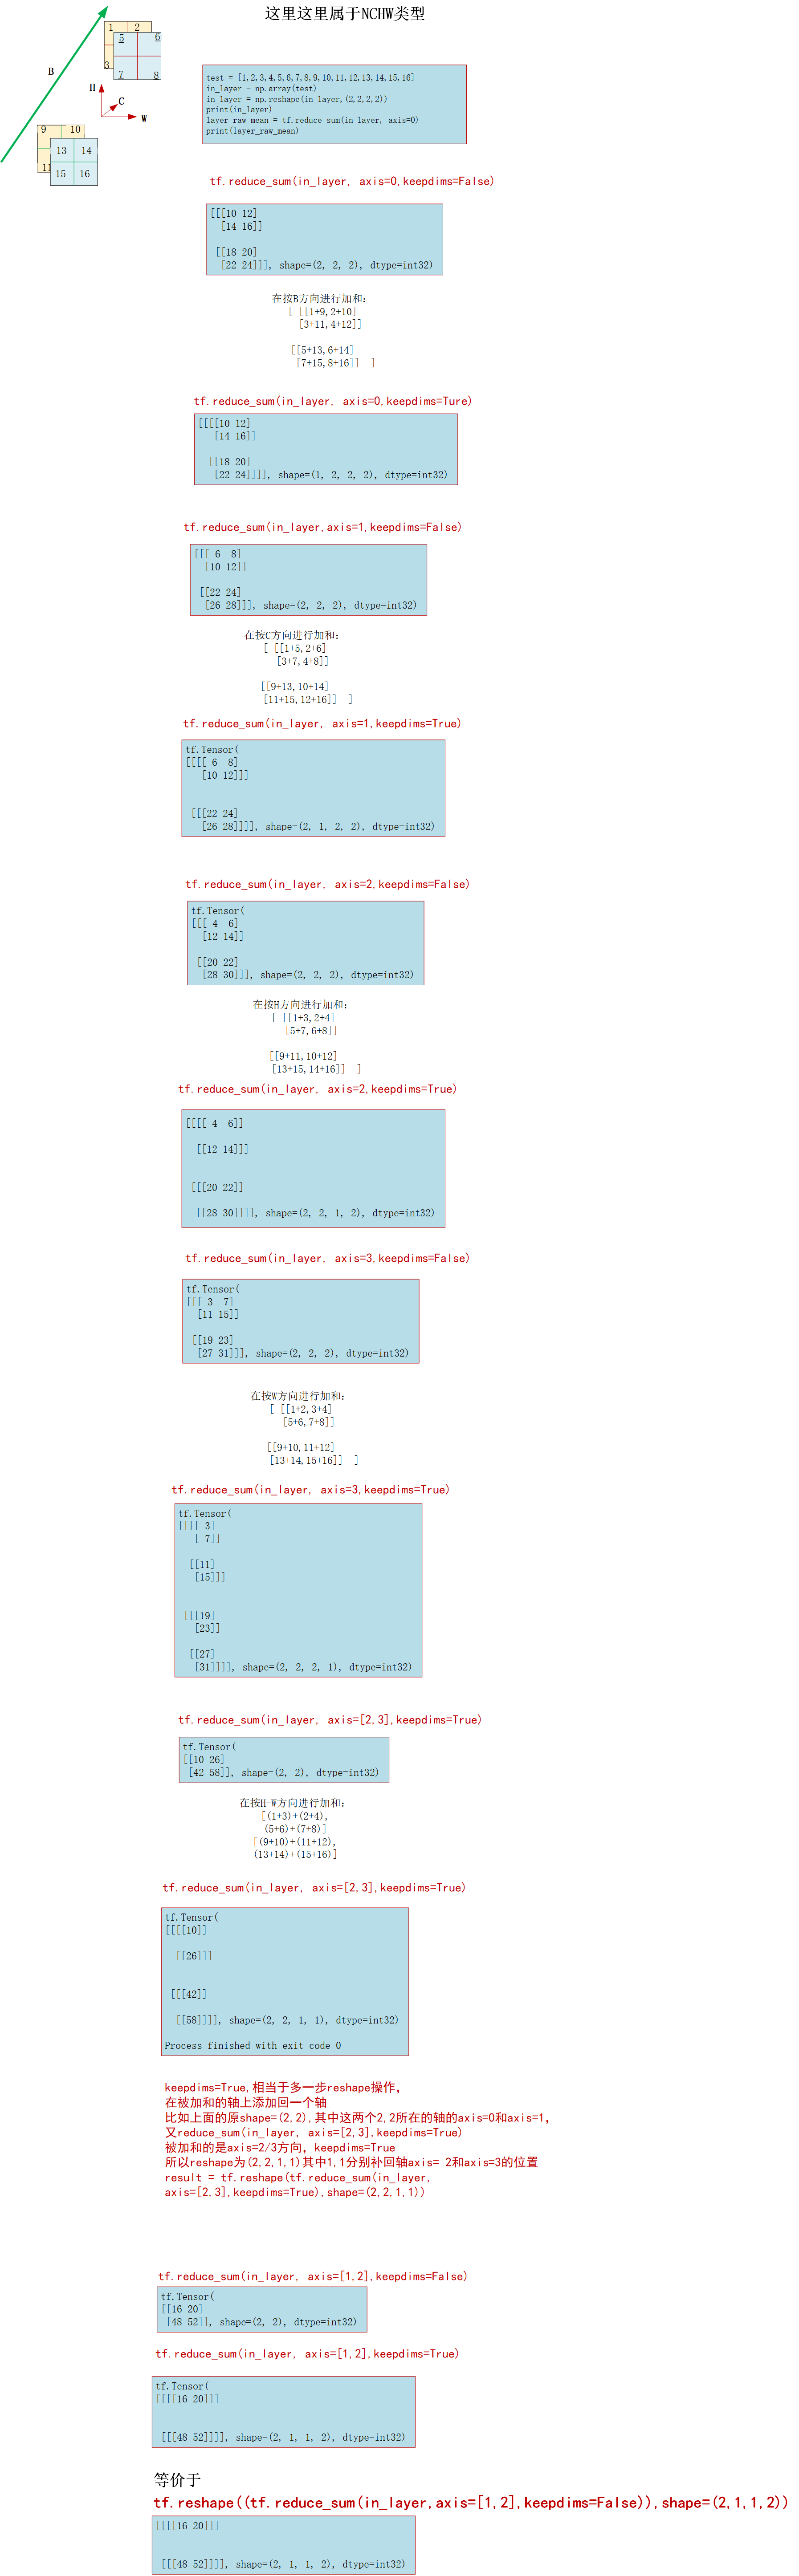 这里这里属于NCHW类型
1 2
5 6
3
7 8
B
H
C
W
9 10
13 14
11
15 16
test = [1,2,3,4,5,6,7,8,9,10,11,12,13,14,15,16]
in_layer = np.array(test)
in_layer = np.reshape(in_layer,(2,2,2,2))
print(in_layer)
layer_raw_mean = tf.reduce_sum(in_layer, axis=0)
print(layer_raw_mean)
tf.reduce_sum(in_layer, axis=0,keepdims=False)
[[[10 12]
[14 16]]
[[18 20]
[22 24]]], shape=(2, 2, 2), dtype=int32)
在按B方向进行加和:
[ [[1+9,2+10]
[3+11,4+12]]
[[5+13,6+14]
[7+15,8+16]] ]
tf.reduce_sum(in_layer, axis=0,keepdims=Ture)
[[[[10 12]
[14 16]]
[[18 20]
[22 24]]]], shape=(1, 2, 2, 2), dtype=int32)
tf.reduce_sum(in_layer,axis=1,keepdims=False)
[[[ 6 8]
[10 12]]
[[22 24]
[26 28]]], shape=(2, 2, 2), dtype=int32)
在按C方向进行加和:
[ [[1+5,2+6]
[3+7,4+8]]
[[9+13,10+14]
[11+15,12+16]] ]
tf.reduce_sum(in_layer, axis=1,keepdims=True)
tf.Tensor(
[[[[ 6 8]
[10 12]]]
[[[22 24]
[26 28]]]], shape=(2, 1, 2, 2), dtype=int32)
tf.reduce_sum(in_layer, axis=2,keepdims=False)
tf.Tensor(
[[[ 4 6]
[12 14]]
[[20 22]
[28 30]]], shape=(2, 2, 2), dtype=int32)
在按H方向进行加和:
[ [[1+3,2+4]
[5+7,6+8]]
[[9+11,10+12]
[13+15,14+16]] ]
tf.reduce_sum(in_layer, axis=2,keepdims=True)
[[[[ 4 6]]
[[12 14]]]
[[[20 22]]
[[28 30]]]], shape=(2, 2, 1, 2), dtype=int32)
tf.reduce_sum(in_layer, axis=3,keepdims=False)
tf.Tensor(
[[[ 3 7]
[11 15]]
[[19 23]
[27 31]]], shape=(2, 2, 2), dtype=int32)
在按W方向进行加和:
[ [[1+2,3+4]
[5+6,7+8]]
[[9+10,11+12]
[13+14,15+16]] ]
tf.reduce_sum(in_layer, axis=3,keepdims=True)
tf.Tensor(
[[[[ 3]
[ 7]]
[[11]
[15]]]
[[[19]
[23]]
[[27]
[31]]]], shape=(2, 2, 2, 1), dtype=int32)
tf.reduce_sum(in_layer, axis=[2,3],keepdims=True)
tf.Tensor(
[[10 26]
[42 58]], shape=(2, 2), dtype=int32)
在按H-W方向进行加和:
[(1+3)+(2+4),
(5+6)+(7+8)]
[(9+10)+(11+12),
(13+14)+(15+16)]
tf.reduce_sum(in_layer, axis=[2,3],keepdims=True)
tf.Tensor(
[[[[10]]
[[26]]]
[[[42]]
[[58]]]], shape=(2, 2, 1, 1), dtype=int32)
Process finished with exit code 0
keepdims=True,相当于多一步reshape操作,
在被加和的轴上添加回一个轴
比如上面的原shape=(2,2),其中这两个2,2所在的轴的axis=0和axis=1,
又reduce_sum(in_layer, axis=[2,3],keepdims=True)
被加和的是axis=2/3方向, keepdims=True
所以reshape为(2,2,1,1)其中1,1分别补回轴axis= 2和axis=3的位置
result = tf.reshape(tf.reduce_sum(in_layer,
axis=[2,3],keepdims=True),shape=(2,2,1,1))
tf.reduce_sum(in_layer, axis=[1,2],keepdims=False)
tf.Tensor(
[[16 20]
[48 52]], shape=(2, 2), dtype=int32)
tf.reduce_sum(in_layer, axis=[1,2],keepdims=True)
tf.Tensor(
[[[[16 20]]]
[[[48 52]]]], shape=(2, 1, 1, 2), dtype=int32)
等价于
tf.reshape((tf.reduce_sum(in_layer,axis=[1,2],keepdims=False)),shape=(2,1,1,2))
[[[[16 20]]]
[[[48 52]]]], shape=(2, 1, 1, 2), dtype=int32)